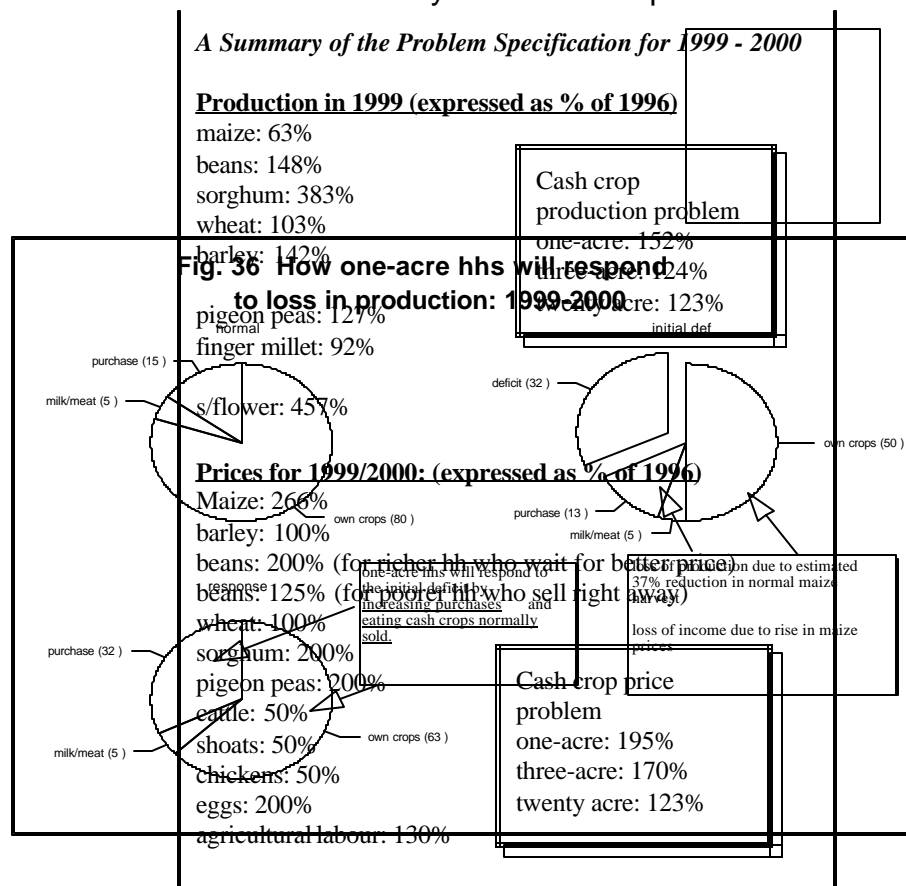 A Summary of the Problem Specification for 1999 - 2000
Production in 1999 (expressed as % of 1996)
maize: 63%
beans: 148%
sorghum: 383%
wheat: 103%
barley: 142%
pigeon peas: 127%
finger millet: 92%
s/flower: 457%
Cash crop
production problem
one-acre: 152%
three-acre: 124%
twenty acre: 123%
Prices for 1999/2000: (expressed as % of 1996)
Maize: 266%
barley: 100%
beans: 200% (for richer hh who wait for better price)
beans: 125% (for poorer hh who sell right away)
wheat: 100%
sorghum: 200%
pigeon peas: 200%
cattle: 50%
shoats: 50%
chickens: 50%
eggs: 200%
agricultural labour: 130%
Cash crop price
problem
one-acre: 195%
three-acre: 170%
twenty acre: 123%
Fig. 36 How one-acre hhs will respond
to loss in production: 1999-2000
normal
purchase (15 )
milk/meat (5 )
own crops (80 )
initial def
deficit (32 )
own crops (50 )
purchase (13 )
milk/meat (5 )
loss of production due to estimated
37% reduction in normal maize
harvest
loss of income due to rise in maize
prices
response
one-acre hhs will respond to
the initial deficit by
increasing purchases and
eating cash crops normally
sold.
purchase (32 )
milk/meat (5 )
own crops (63 )